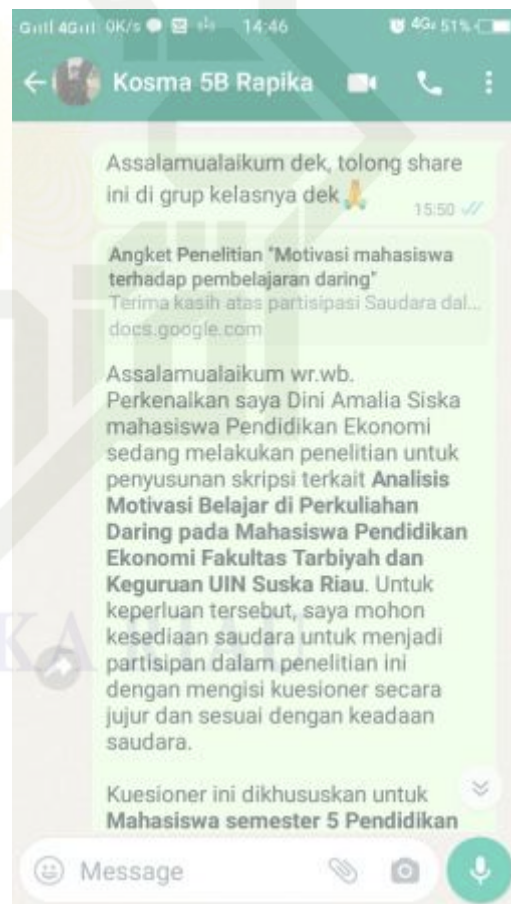 4G 0K/s 14:46 4G 51%
Kosma 5B Rapika
Assalamualaikum dek, tolong share
ini di grup kelasnya dek
15:50
Angket Penelitian "Motivasi mahasiswa
terhadap pembelajaran daring"
Terima kasih atas partisipasi Saudara dal...
docs.google.com
Assalamualaikum wr.wb.
Perkenalkan saya Dini Amalia Siska
mahasiswa Pendidikan Ekonomi
sedang melakukan penelitian untuk
penyusunan skripsi terkait Analisis
Motivasi Belajar di Perkuliahan
Daring pada Mahasiswa Pendidikan
Ekonomi Fakultas Tarbiyah dan
Keguruan UIN Suska Riau. Untuk
keperluan tersebut, saya mohon
kesediaan saudara untuk menjadi
partisipan dalam penelitian ini
dengan mengisi kuesioner secara
jujur dan sesuai dengan keadaan
saudara.
Kuesioner ini dikhususkan untuk
Mahasiswa semester 5 Pendidikan
Message